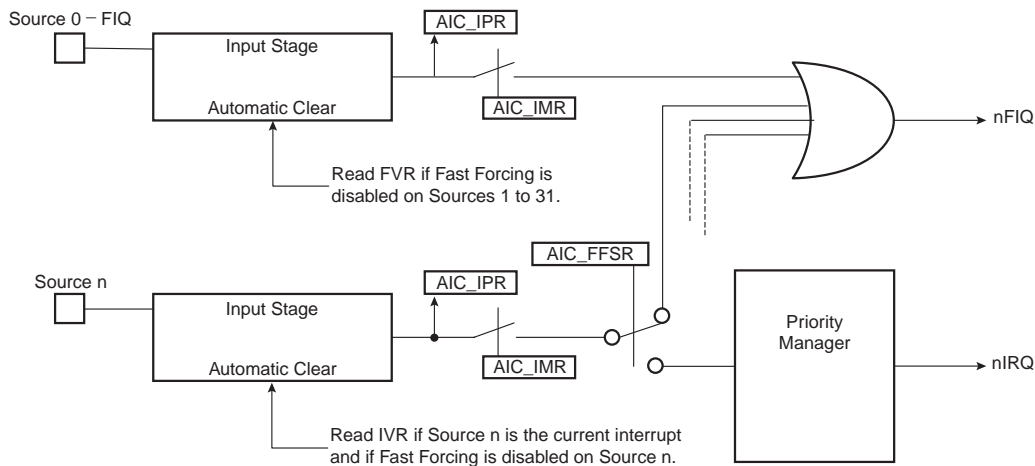 Source 0 – FIQ
AIC_IPR
Input Stage
Automatic Clear
AIC_IMR
nFIQ
Read FVR if Fast Forcing is
disabled on Sources 1 to 31.
AIC_FFSR
Source n
AIC_IPR
Input Stage
Priority
Manager
Automatic Clear
AIC_IMR
nIRQ
Read IVR if Source n is the current interrupt
and if Fast Forcing is disabled on Source n.